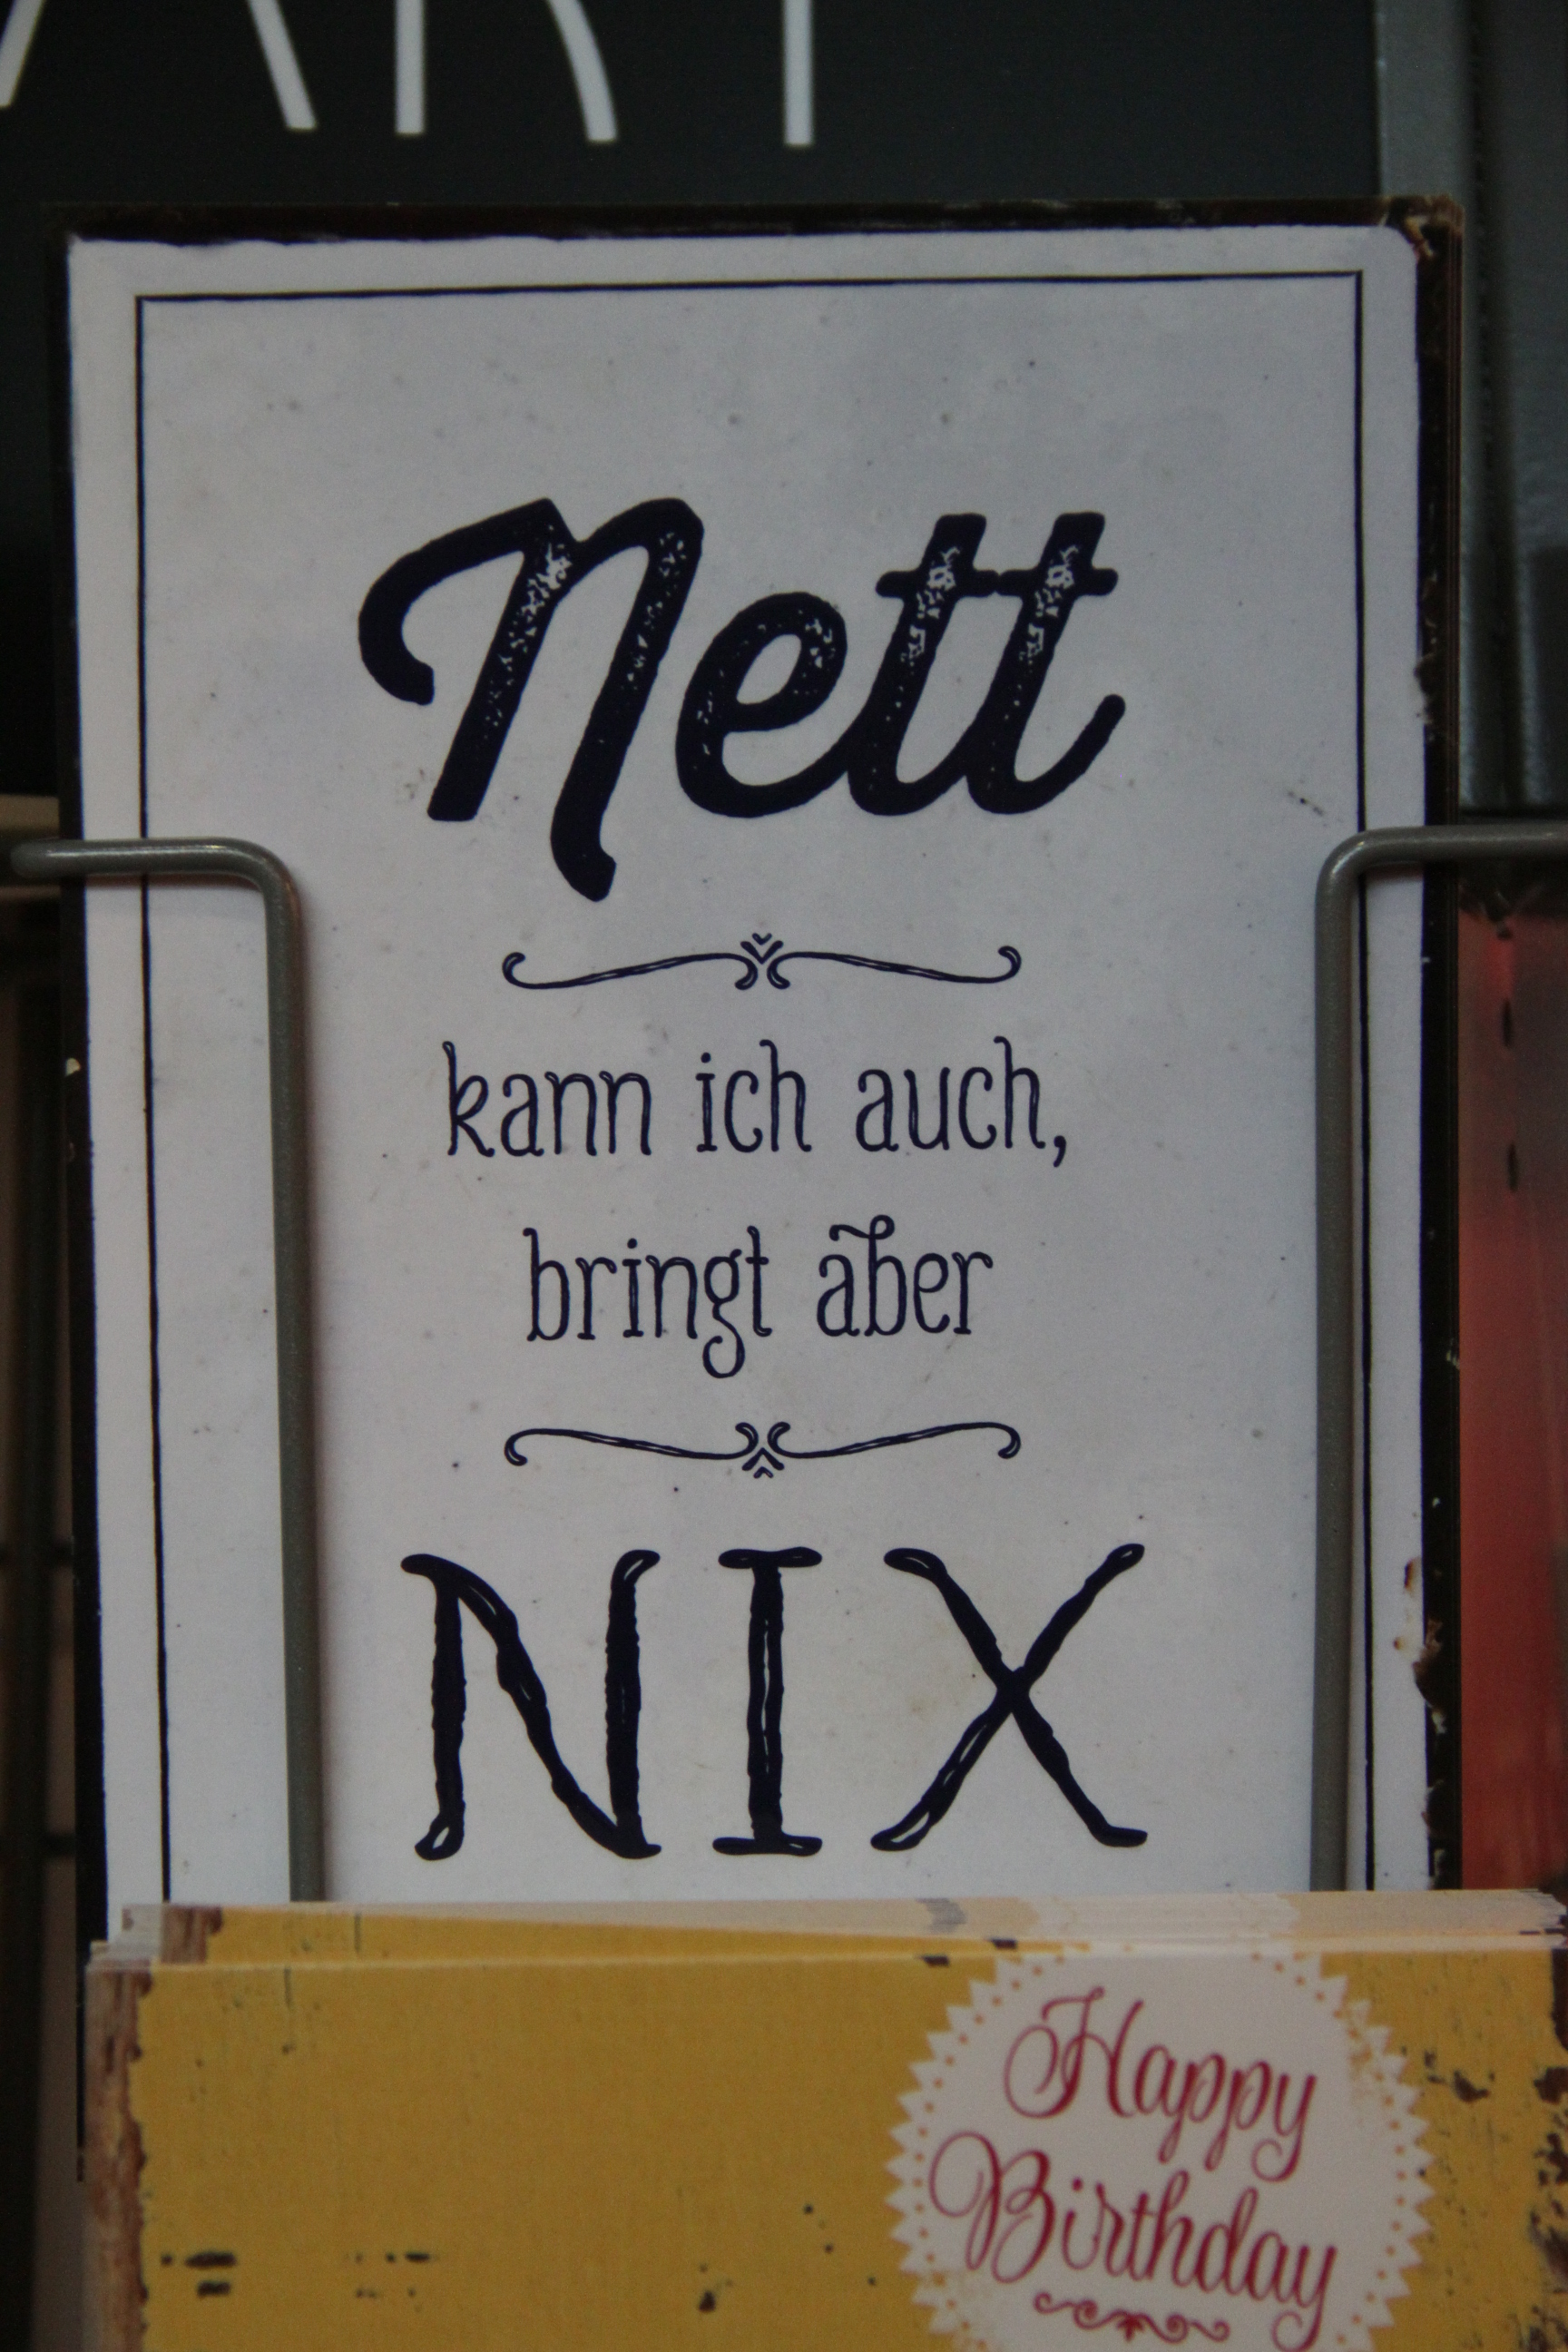 Nett
kann ich auch,
bringt aber
NIX
Happy
Birthday